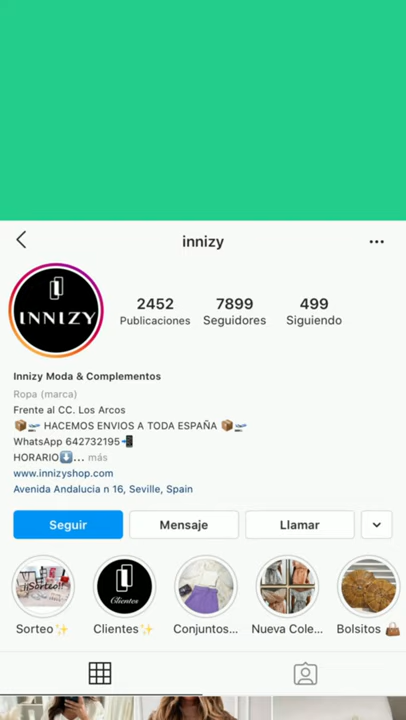 innizy
INNIZY
2452 7899 499
Publicaciones Seguidores Siguiendo
Innizy Moda & Complementos
Ropa (marca)
Frente al CC. Los Arcos
📦🛫 HACEMOS ENVIOS A TODA ESPAÑA 📦🛫
WhatsApp 642732195📲
HORARIO⬇️... más
www.innizyshop.com
Avenida Andalucia n 16, Seville, Spain
Seguir Mensaje Llamar
¡¡Sorteo!!
Clientes
Sorteo✨ Clientes✨ Conjuntos... Nueva Cole... Bolsitos 👜